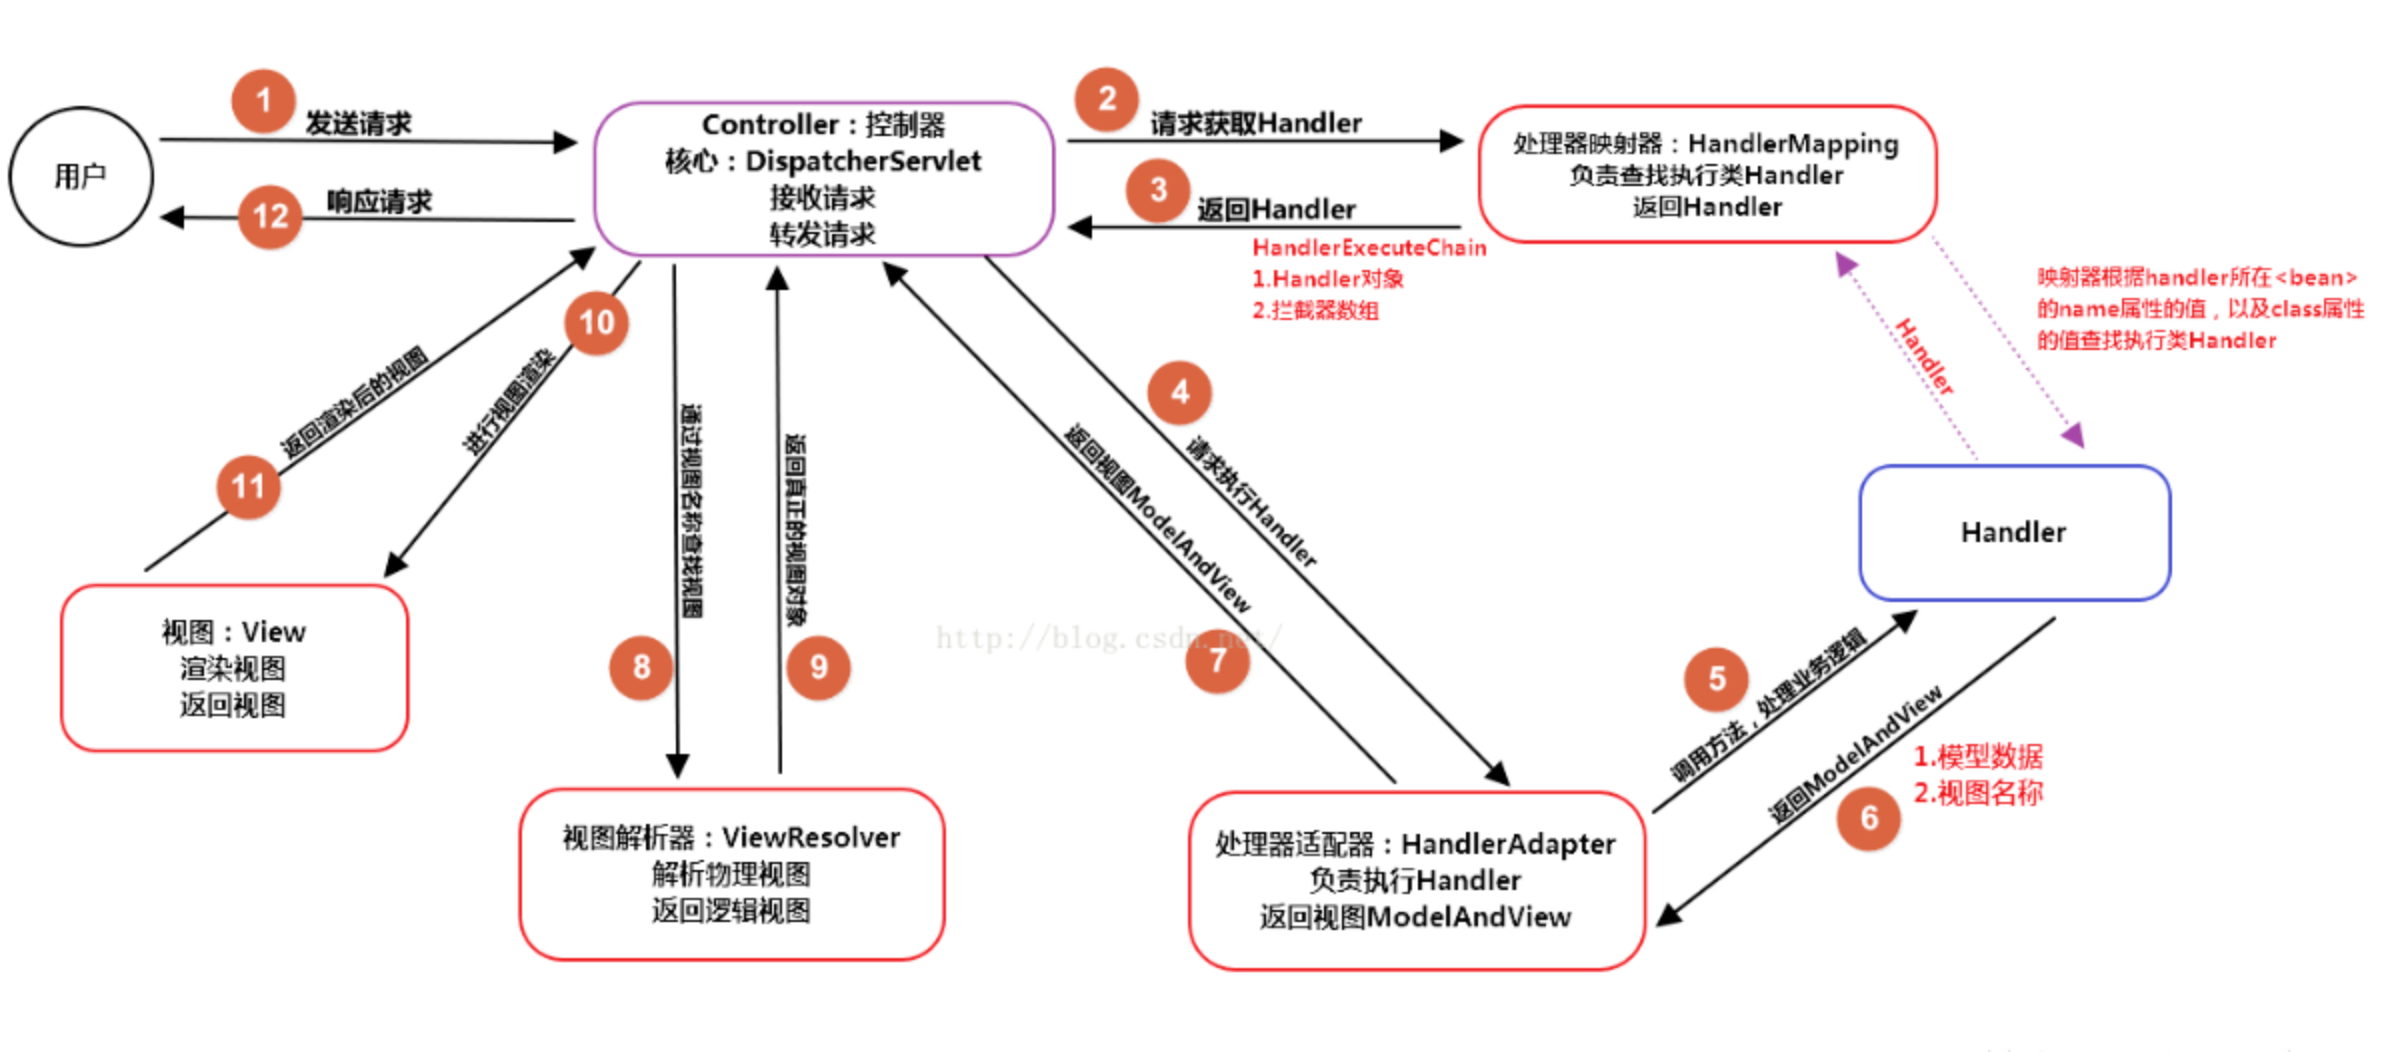 1
发送请求
用户
12
响应请求
Controller：控制器
核心：DispatcherServlet
接收请求
转发请求
2
请求获取Handler
3
返回Handler
HandlerExecuteChain
1.Handler对象
2.拦截器数组
处理器映射器：HandlerMapping
负责查找执行类Handler
返回Handler
映射器根据handler所在<bean>
的name属性的值，以及class属性
的值查找执行类Handler
Handler
Handler
4
请求执行Handler
5
调用方法，处理业务逻辑
6
返回ModelAndView
1.模型数据
2.视图名称
处理器适配器：HandlerAdapter
负责执行Handler
返回视图ModelAndView
7
返回视图ModelAndView
http://blog.csdn.net/
8
通过视图名称查找视图
9
返回真正的视图对象
视图解析器：ViewResolver
解析物理视图
返回逻辑视图
10
进行视图渲染
11
返回渲染后的视图
视图：View
渲染视图
返回视图